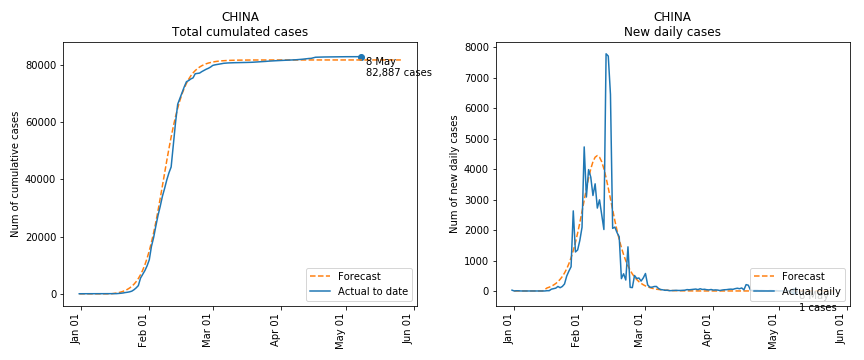 CHINA
Total cumulated cases
Num of cumulative cases
80000
60000
40000
20000
0
8 May
82,887 cases
Forecast
Actual to date
Jan 01
Feb 01
Mar 01
Apr 01
May 01
Jun 01
CHINA
New daily cases
Num of new daily cases
8000
7000
6000
5000
4000
3000
2000
1000
0
Forecast
Actual daily
8 May
1 cases
Jan 01
Feb 01
Mar 01
Apr 01
May 01
Jun 01